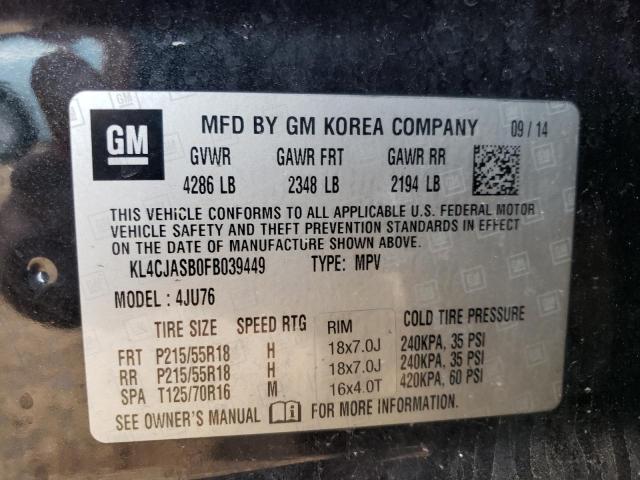 GM MFD BY GM KOREA COMPANY 09/14
GVWR GAWR FRT GAWR RR
4286 LB 2348 LB 2194 LB
THIS VEHICLE CONFORMS TO ALL APPLICABLE U.S. FEDERAL MOTOR
VEHICLE SAFETY AND THEFT PREVENTION STANDARDS IN EFFECT ON
THE DATE OF MANUFACTURE SHOWN ABOVE.
KL4CJASB0FB039449 TYPE: MPV
MODEL: 4JU76
TIRE SIZE SPEED RTG RIM COLD TIRE PRESSURE
FRT P215/55R18 H 18x7.0J 240KPA, 35 PSI
RR P215/55R18 H 18x7.0J 240KPA, 35 PSI
SPA T125/70R16 M 16x4.0T 420KPA, 60 PSI
SEE OWNER'S MANUAL FOR MORE INFORMATION.